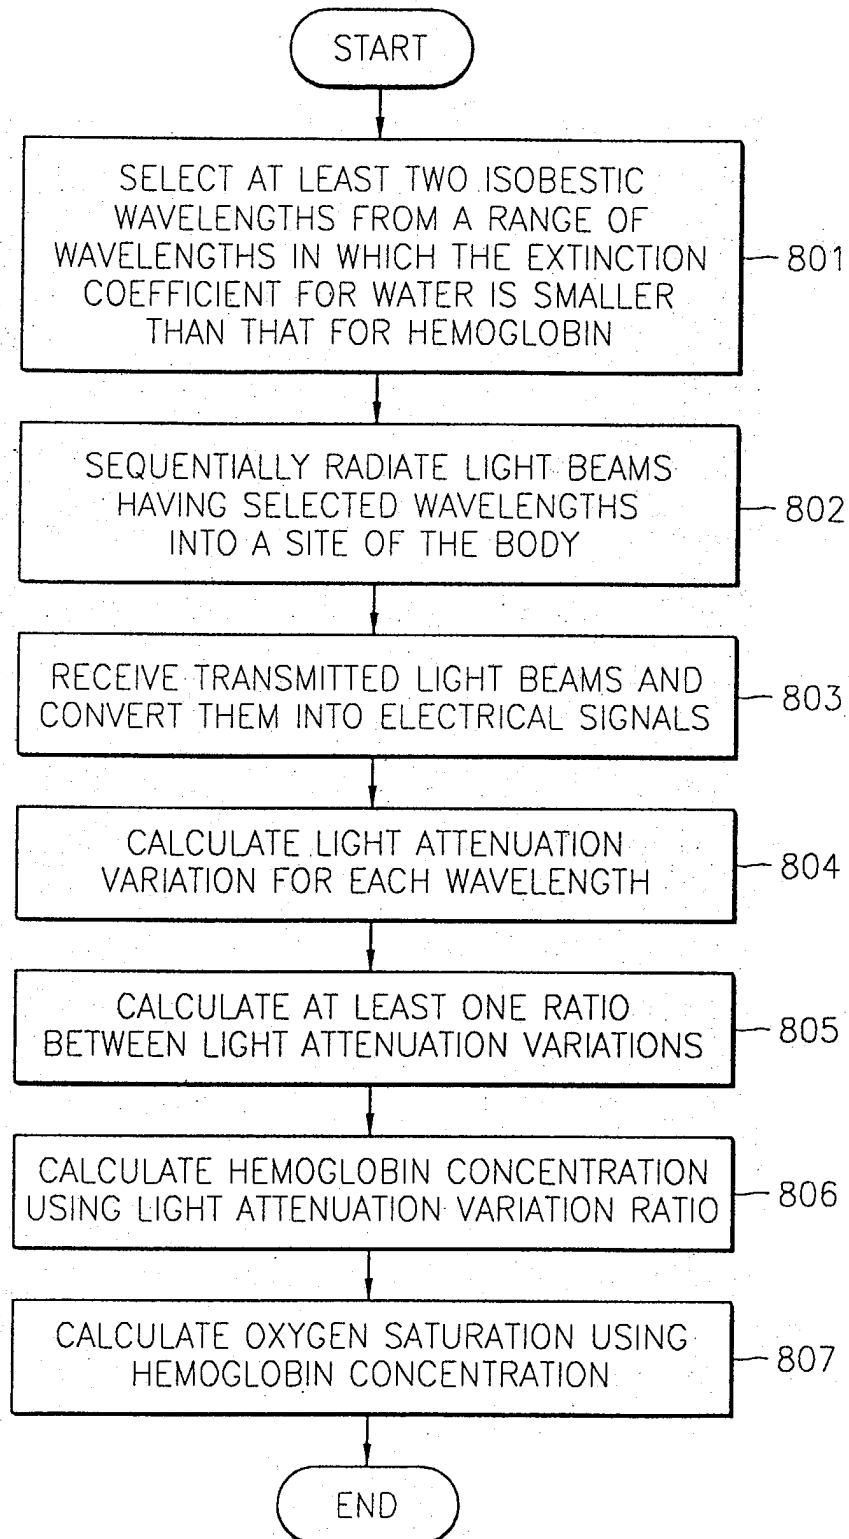 START
SELECT AT LEAST TWO ISOBESTIC
WAVELENGTHS FROM A RANGE OF
WAVELENGTHS IN WHICH THE EXTINCTION
COEFFICIENT FOR WATER IS SMALLER
THAN THAT FOR HEMOGLOBIN
801
SEQUENTIALLY RADIATE LIGHT BEAMS
HAVING SELECTED WAVELENGTHS
INTO A SITE OF THE BODY
802
RECEIVE TRANSMITTED LIGHT BEAMS AND
CONVERT THEM INTO ELECTRICAL SIGNALS
803
CALCULATE LIGHT ATTENUATION
VARIATION FOR EACH WAVELENGTH
804
CALCULATE AT LEAST ONE RATIO
BETWEEN LIGHT ATTENUATION VARIATIONS
805
CALCULATE HEMOGLOBIN CONCENTRATION
USING LIGHT ATTENUATION VARIATION RATIO
806
CALCULATE OXYGEN SATURATION USING
HEMOGLOBIN CONCENTRATION
807
END